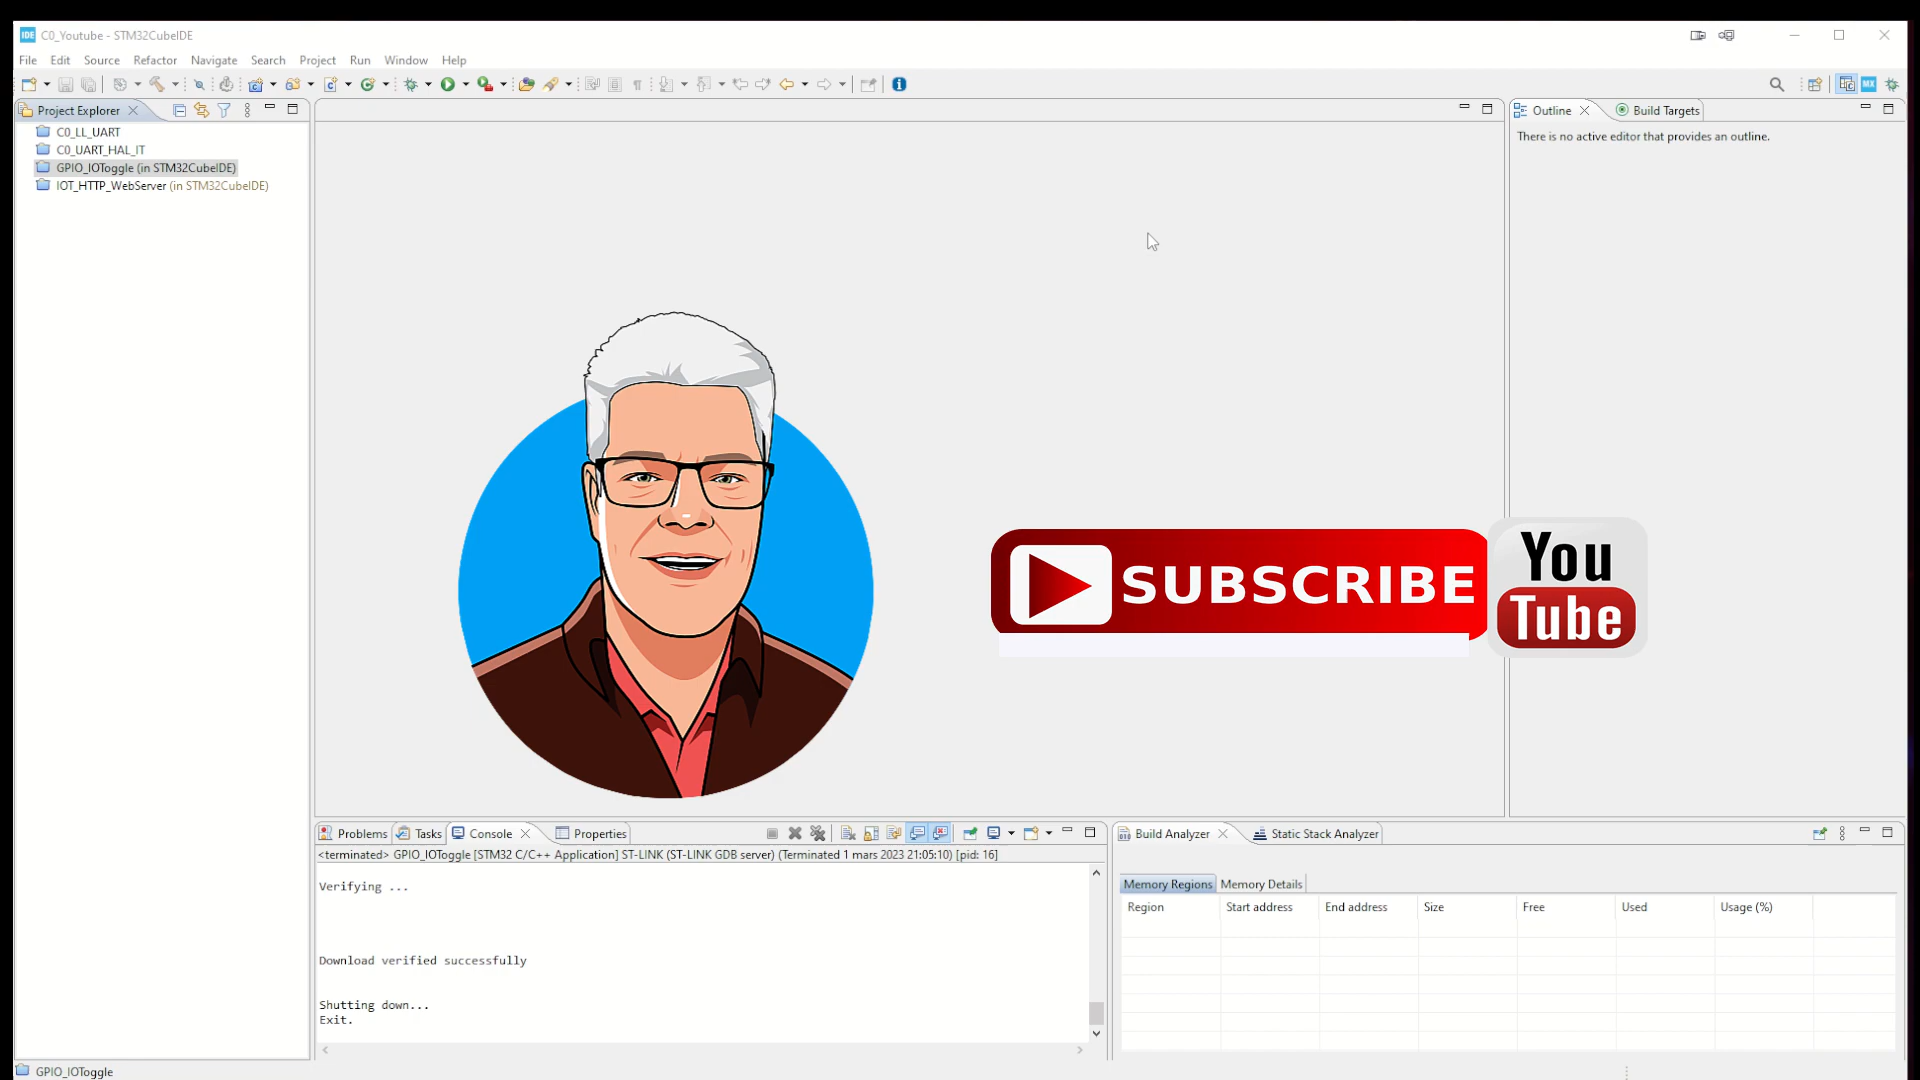 IDE C0_Youtube - STM32CubeIDE
File Edit Source Refactor Navigate Search Project Run Window Help
MX
Project Explorer
C0_LL_UART
C0_UART_HAL_IT
GPIO_IOToggle (in STM32CubeIDE)
IOT_HTTP_WebServer (in STM32CubeIDE)
Outline Build Targets
There is no active editor that provides an outline.
SUBSCRIBE
You
Tube
Problems Tasks Console Properties
<terminated> GPIO_IOToggle [STM32 C/C++ Application] ST-LINK (ST-LINK GDB server) (Terminated 1 mars 2023 21:05:10) [pid: 16]
Verifying ...
Download verified successfully
Shutting down...
Exit.
Build Analyzer Static Stack Analyzer
Memory Regions Memory Details
Region Start address End address Size Free Used Usage (%)
GPIO_IOToggle